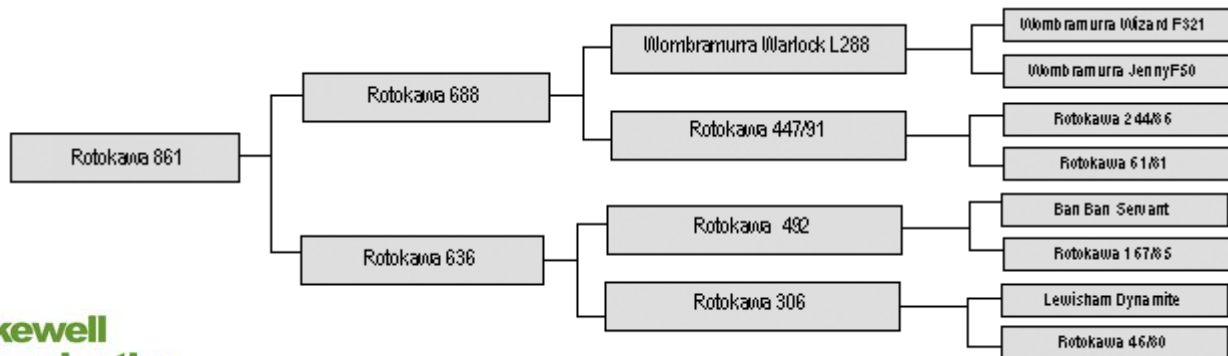 Rotokawa 861
Rotokawa 688
Rotokawa 636
Wombramurra Warlock L288
Rotokawa 447/91
Rotokawa 492
Rotokawa 306
Wombramurra Wizard F321
Wombramurra JennyF50
Rotokawa 244/86
Rotokawa 61/81
Ban Ban Servant
Rotokawa 167/85
Lewisham Dynamite
Rotokawa 46/80
kewell